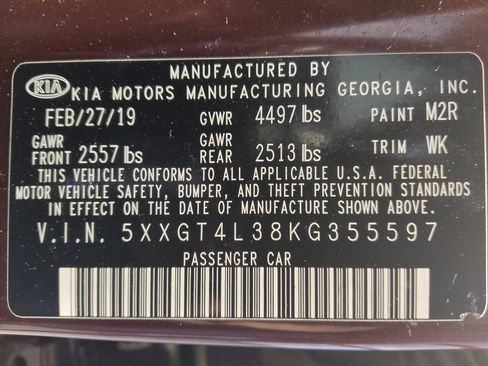 MANUFACTURED BY
KIA KIA MOTORS MANUFACTURING GEORGIA, INC.
FEB/27/19 GVWR 4497 lbs PAINT M2R
GAWR FRONT 2557 lbs GAWR REAR 2513 lbs TRIM WK
THIS VEHICLE CONFORMS TO ALL APPLICABLE U.S.A. FEDERAL
MOTOR VEHICLE SAFETY, BUMPER, AND THEFT PREVENTION STANDARDS
IN EFFECT ON THE DATE OF MANUFACTURE SHOWN ABOVE.
V.I.N. 5XXGT4L38KG355597
PASSENGER CAR